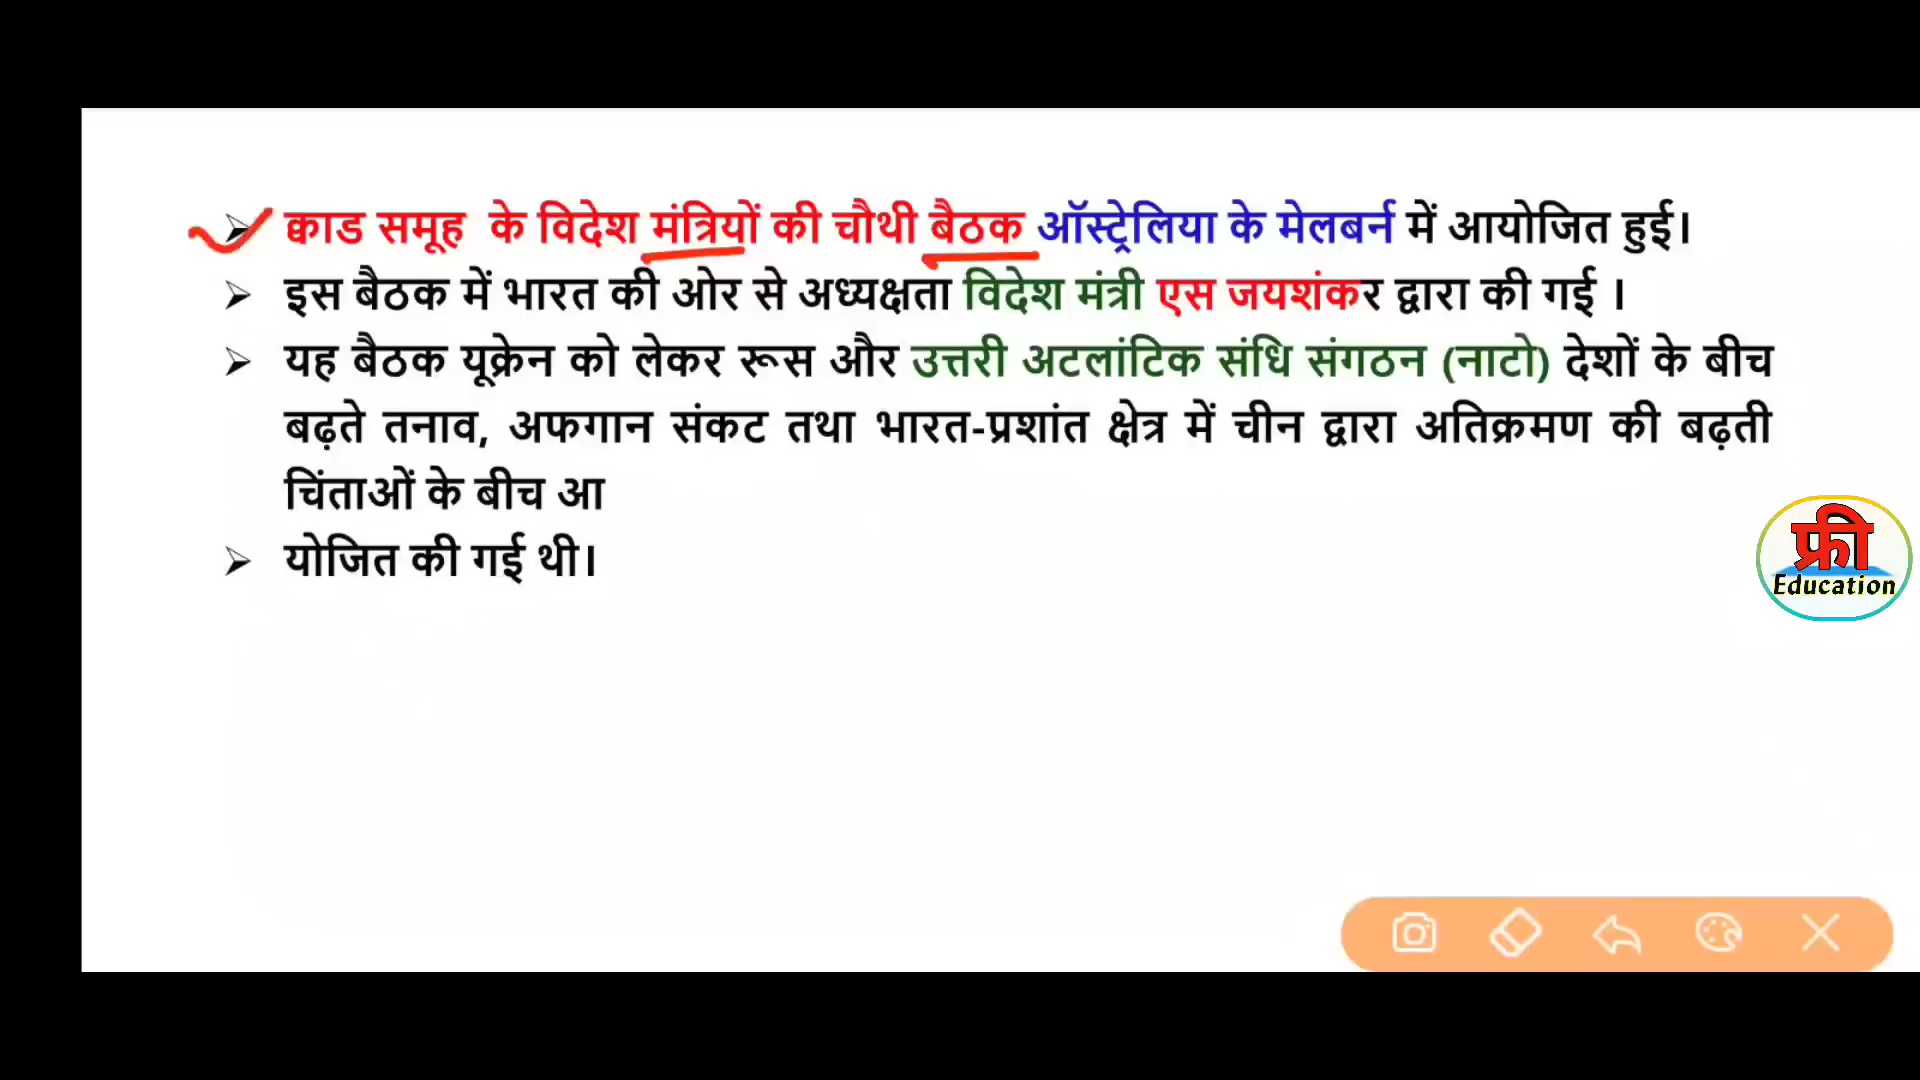 ➢ क्वाड समूह के विदेश मंत्रियों की चौथी बैठक ऑस्ट्रेलिया के मेलबर्न में आयोजित हुई।
➢ इस बैठक में भारत की ओर से अध्यक्षता विदेश मंत्री एस जयशंकर द्वारा की गई ।
➢ यह बैठक यूक्रेन को लेकर रूस और उत्तरी अटलांटिक संधि संगठन (नाटो) देशों के बीच
बढ़ते तनाव, अफगान संकट तथा भारत-प्रशांत क्षेत्र में चीन द्वारा अतिक्रमण की बढ़ती
चिंताओं के बीच आ
➢ योजित की गई थी।
फ्री
Education